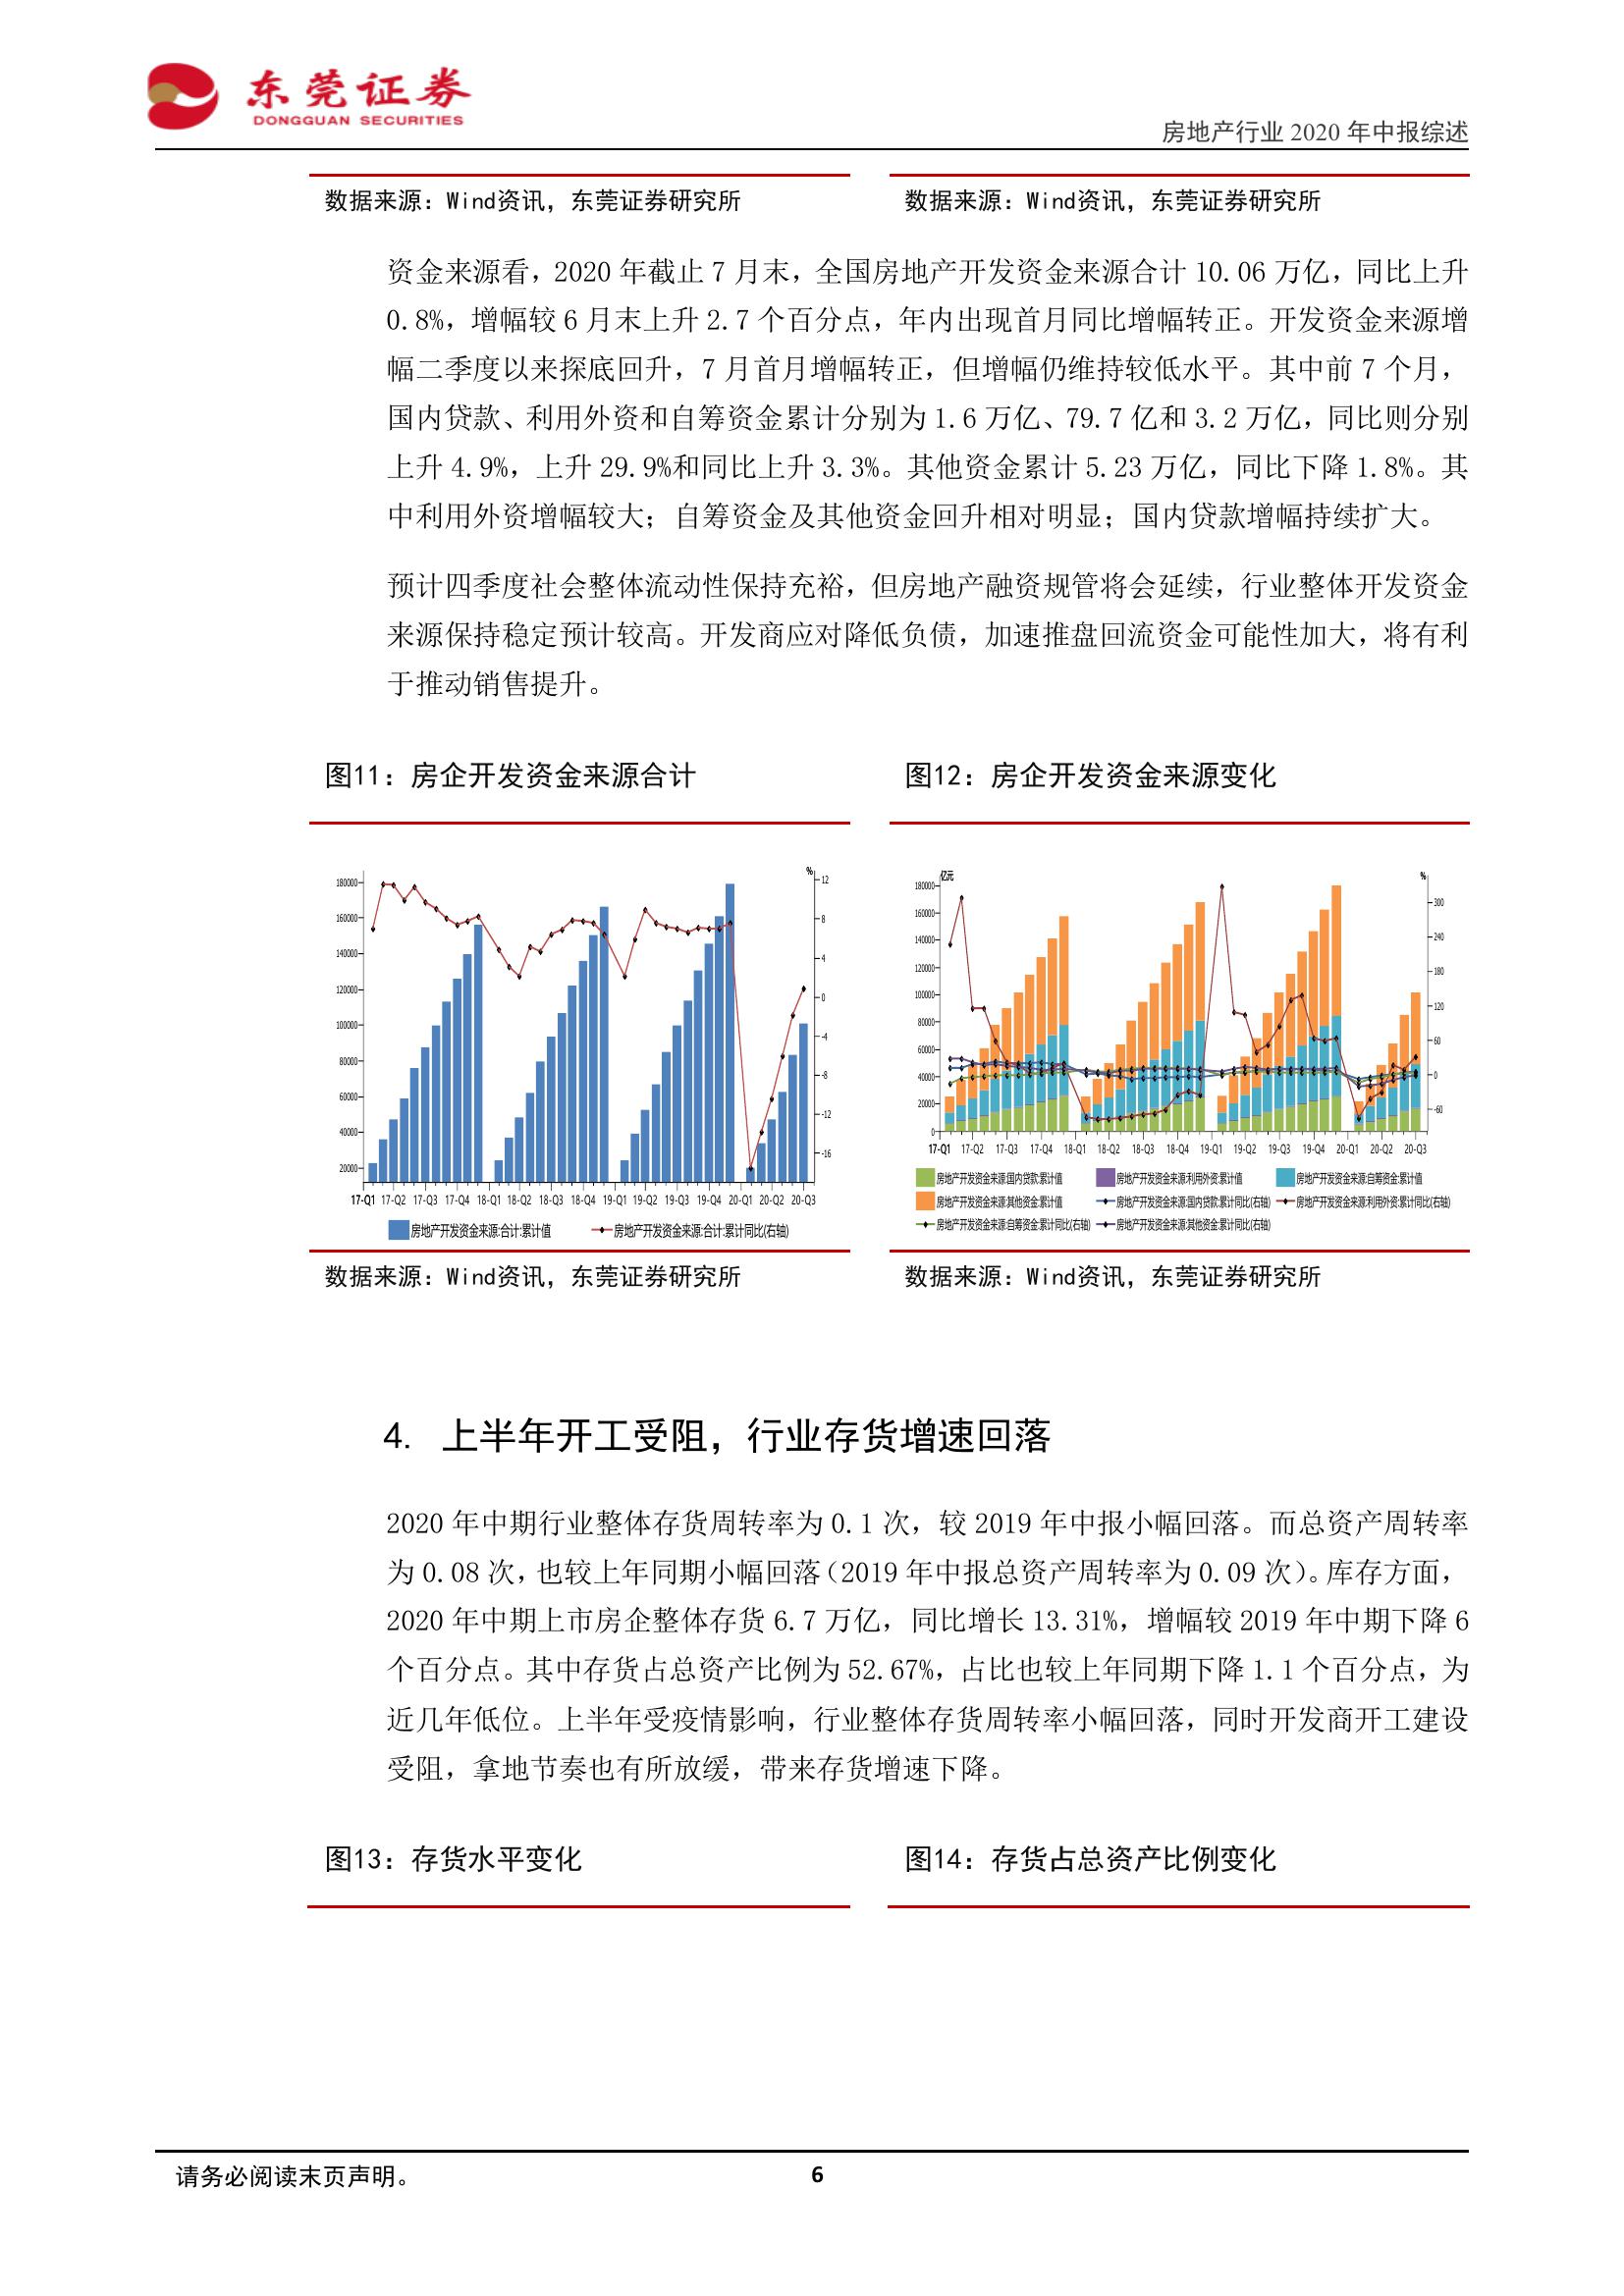 东莞证券
DONGGUAN SECURITIES
房地产行业 2020 年中报综述
数据来源：Wind资讯，东莞证券研究所
数据来源：Wind资讯，东莞证券研究所
资金来源看，2020 年截止 7 月末，全国房地产开发资金来源合计 10.06 万亿，同比上升
0.8%，增幅较 6 月末上升 2.7 个百分点，年内出现首月同比增幅转正。开发资金来源增
幅二季度以来探底回升，7 月首月增幅转正，但增幅仍维持较低水平。其中前 7 个月，
国内贷款、利用外资和自筹资金累计分别为 1.6 万亿、79.7 亿和 3.2 万亿，同比则分别
上升 4.9%，上升 29.9%和同比上升 3.3%。其他资金累计 5.23 万亿，同比下降 1.8%。其
中利用外资增幅较大；自筹资金及其他资金回升相对明显；国内贷款增幅持续扩大。
预计四季度社会整体流动性保持充裕，但房地产融资规管将会延续，行业整体开发资金
来源保持稳定预计较高。开发商应对降低负债，加速推盘回流资金可能性加大，将有利
于推动销售提升。
图11：房企开发资金来源合计
%
180000
160000
140000
120000
100000
80000
60000
40000
20000
12
8
4
0
-4
-8
-12
-16
17-Q1 17-Q2 17-Q3 17-Q4 18-Q1 18-Q2 18-Q3 18-Q4 19-Q1 19-Q2 19-Q3 19-Q4 20-Q1 20-Q2 20-Q3
房地产开发资金来源:合计:累计值 房地产开发资金来源:合计:累计同比(右轴)
数据来源：Wind资讯，东莞证券研究所
图12：房企开发资金来源变化
亿元 %
180000
160000
140000
120000
100000
80000
60000
40000
20000
0
300
240
180
120
60
0
-60
17-Q1 17-Q2 17-Q3 17-Q4 18-Q1 18-Q2 18-Q3 18-Q4 19-Q1 19-Q2 19-Q3 19-Q4 20-Q1 20-Q2 20-Q3
房地产开发资金来源:国内贷款:累计值 房地产开发资金来源:利用外资:累计值 房地产开发资金来源:自筹资金:累计值
房地产开发资金来源:其他资金:累计值 房地产开发资金来源:国内贷款:累计同比(右轴) 房地产开发资金来源:利用外资:累计同比(右轴)
房地产开发资金来源:自筹资金:累计同比(右轴) 房地产开发资金来源:其他资金:累计同比(右轴)
数据来源：Wind资讯，东莞证券研究所
4. 上半年开工受阻，行业存货增速回落
2020 年中期行业整体存货周转率为 0.1 次，较 2019 年中报小幅回落。而总资产周转率
为 0.08 次，也较上年同期小幅回落（2019 年中报总资产周转率为 0.09 次）。库存方面，
2020 年中期上市房企整体存货 6.7 万亿，同比增长 13.31%，增幅较 2019 年中期下降 6
个百分点。其中存货占总资产比例为 52.67%，占比也较上年同期下降 1.1 个百分点，为
近几年低位。上半年受疫情影响，行业整体存货周转率小幅回落，同时开发商开工建设
受阻，拿地节奏也有所放缓，带来存货增速下降。
图13：存货水平变化
图14：存货占总资产比例变化
请务必阅读末页声明。
6